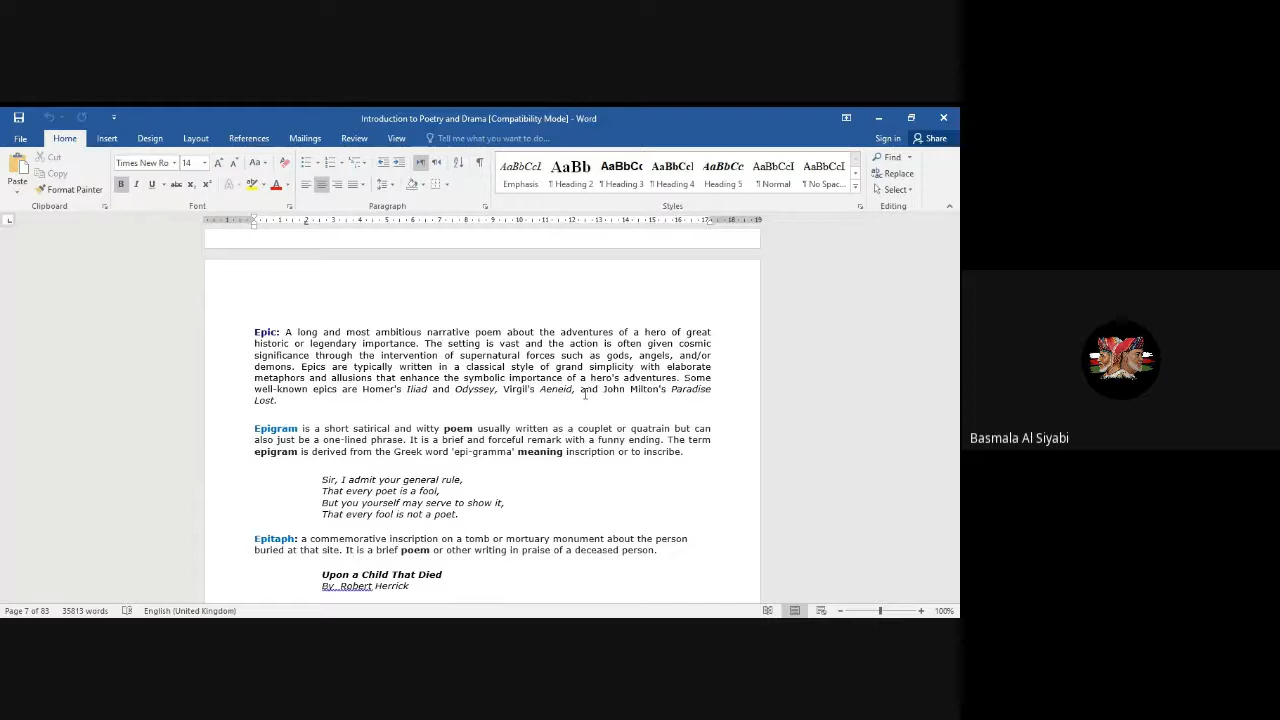 Introduction to Poetry and Drama [Compatibility Mode] - Word
File Home Insert Design Layout References Mailings Review View Tell me what you want to do... Sign in Share
Paste
Cut
Copy
Format Painter
Times New Ro 14
AaBbCcI AaBb AaBbCc AaBbCcI AaBbCc AaBbCcI AaBbCcI
Emphasis ¶ Heading 2 ¶ Heading 3 ¶ Heading 4 Heading 5 ¶ Normal ¶ No Spac...
Find
Replace
Select
Clipboard Font Paragraph Styles Editing
Epic: A long and most ambitious narrative poem about the adventures of a hero of great
historic or legendary importance. The setting is vast and the action is often given cosmic
significance through the intervention of supernatural forces such as gods, angels, and/or
demons. Epics are typically written in a classical style of grand simplicity with elaborate
metaphors and allusions that enhance the symbolic importance of a hero's adventures. Some
well-known epics are Homer's Iliad and Odyssey, Virgil's Aeneid, and John Milton's Paradise
Lost.
Epigram is a short satirical and witty poem usually written as a couplet or quatrain but can
also just be a one-lined phrase. It is a brief and forceful remark with a funny ending. The term
epigram is derived from the Greek word 'epi-gramma' meaning inscription or to inscribe.
Sir, I admit your general rule,
That every poet is a fool,
But you yourself may serve to show it,
That every fool is not a poet.
Epitaph: a commemorative inscription on a tomb or mortuary monument about the person
buried at that site. It is a brief poem or other writing in praise of a deceased person.
Upon a Child That Died
By Robert Herrick
Page 7 of 83 35813 words English (United Kingdom) 100%
Basmala Al Siyabi